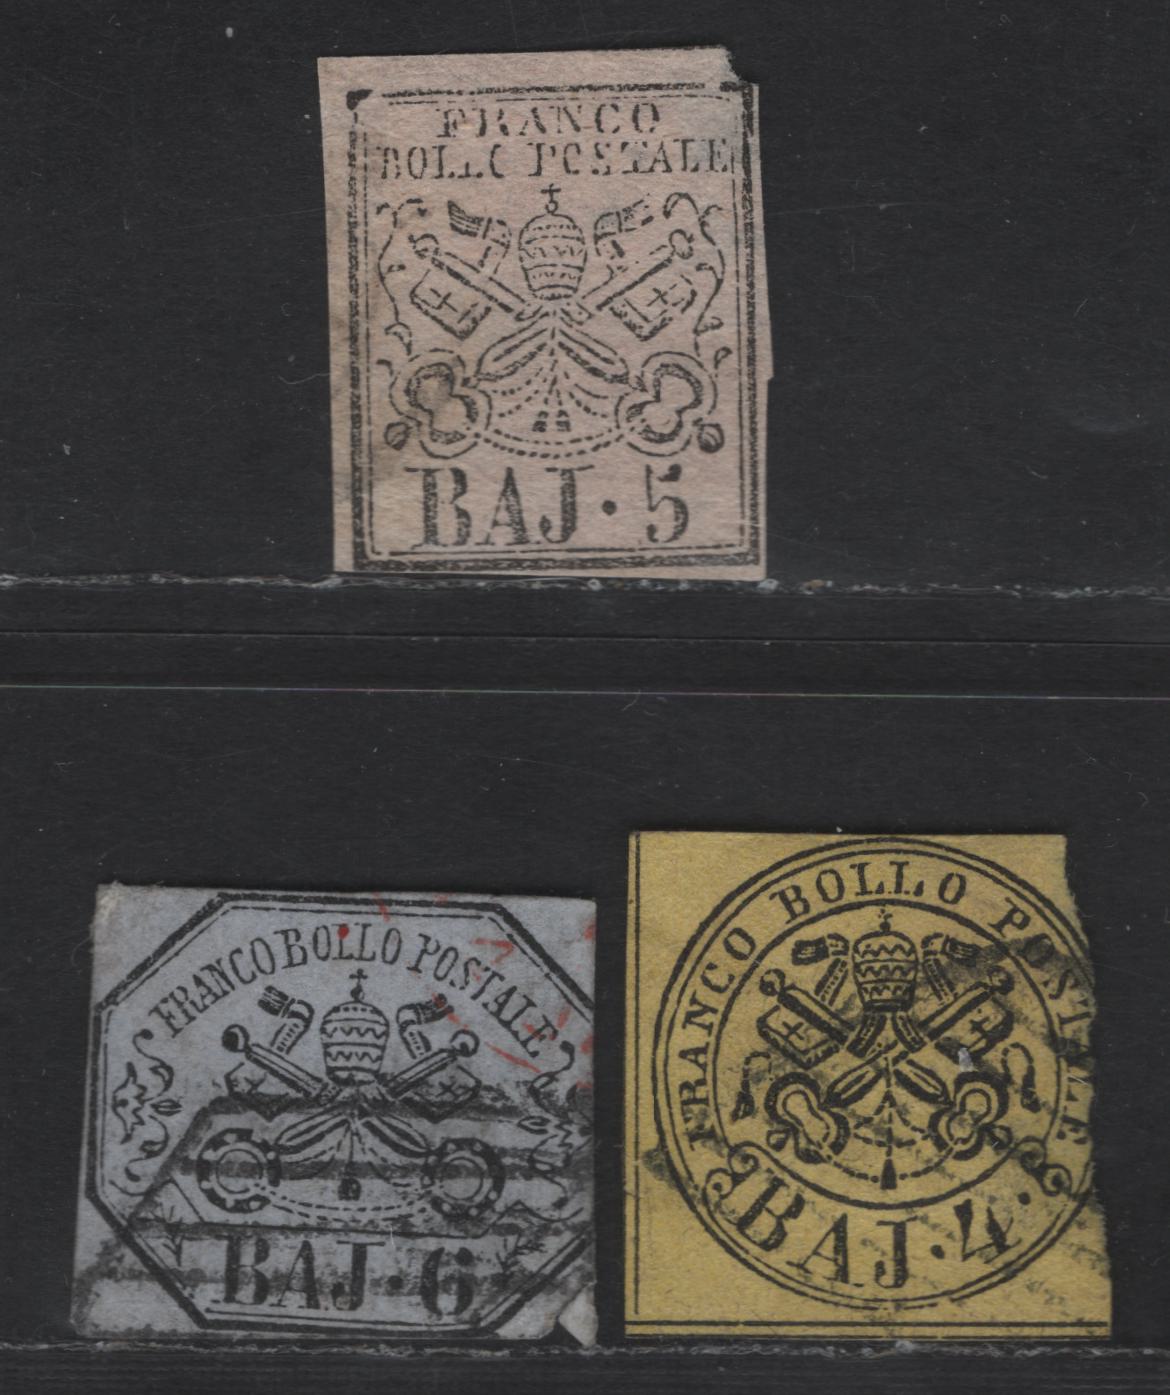 FRANCO
BOLLO POSTALE
BAJ · 5
FRANCO BOLLO POSTALE
BAJ · 6
FRANCO BOLLO POSTALE
BAJ · 4 ·